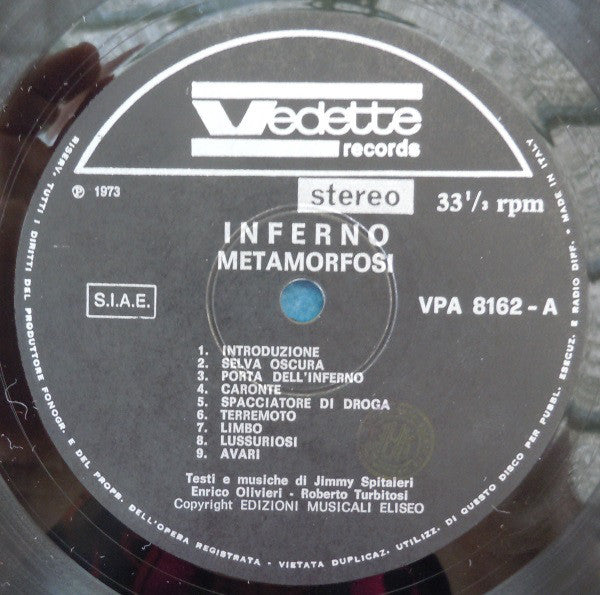 Vedette
records
℗ 1973
stereo
33 1/3 rpm
INFERNO
METAMORFOSI
S.I.A.E.
VPA 8162 - A
1. INTRODUZIONE
2. SELVA OSCURA
3. PORTA DELL'INFERNO
4. CARONTE
5. SPACCIATORE DI DROGA
6. TERREMOTO
7. LIMBO
8. LUSSURIOSI
9. AVARI
Testi e musiche di Jimmy Spitaieri
Enrico Olivieri - Roberto Turbitosi
Copyright EDIZIONI MUSICALI ELISEO
RISERV. TUTTI I DIRITTI DEL PRODUTTORE FONOGR. E DEL PROPR. DELL'OPERA REGISTRATA - VIETATA DUPLICAZ. UTILIZZ. DI QUESTO DISCO PER PUBBL. ESECUZ. E RADIO DIFF. • MADE IN ITALY